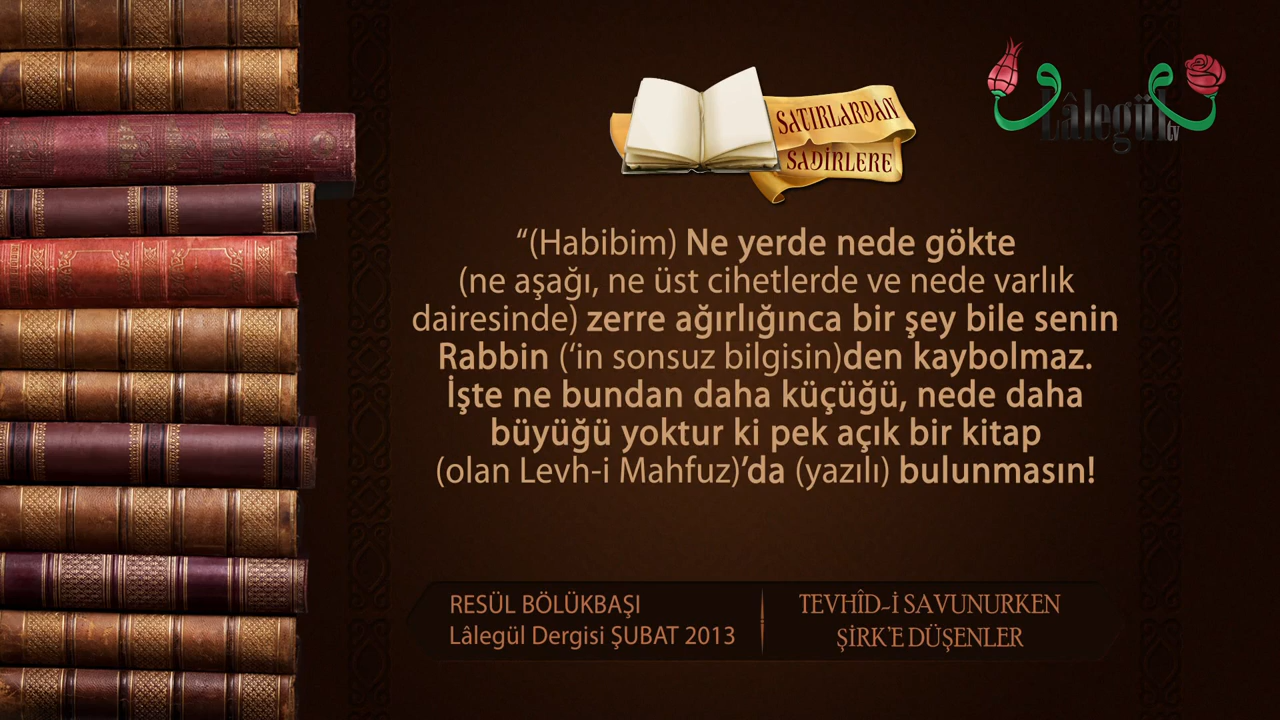 SATIRLARDAN
SADİRLERE
Lâlegül tv
“(Habibim) Ne yerde nede gökte
(ne aşağı, ne üst cihetlerde ve nede varlık
dairesinde) zerre ağırlığınca bir şey bile senin
Rabbin (‘in sonsuz bilgisin)den kaybolmaz.
İşte ne bundan daha küçüğü, nede daha
büyüğü yoktur ki pek açık bir kitap
(olan Levh-i Mahfuz)’da (yazılı) bulunmasın!
RESÜL BÖLÜKBAŞI
Lâlegül Dergisi ŞUBAT 2013
TEVHÎD-İ SAVUNURKEN
ŞİRK'E DÜŞENLER